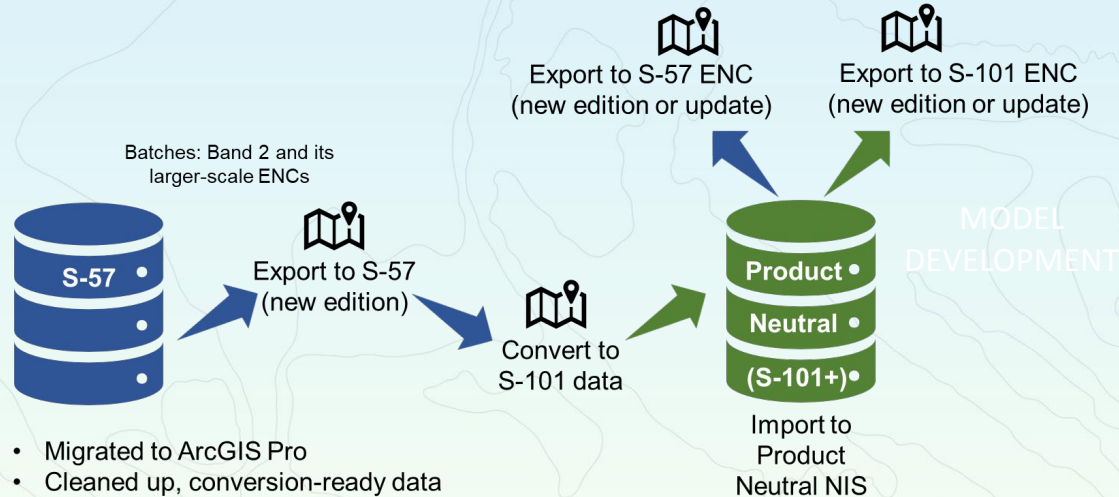 Export to S-57 ENC
(new edition or update)
Export to S-101 ENC
(new edition or update)
Batches: Band 2 and its
larger-scale ENCs
S-57
Export to S-57
(new edition)
Convert to
S-101 data
Product
Neutral
(S-101+)
MODEL
DEVELOPMENT
Import to
Product
Neutral NIS
• Migrated to ArcGIS Pro
• Cleaned up, conversion-ready data